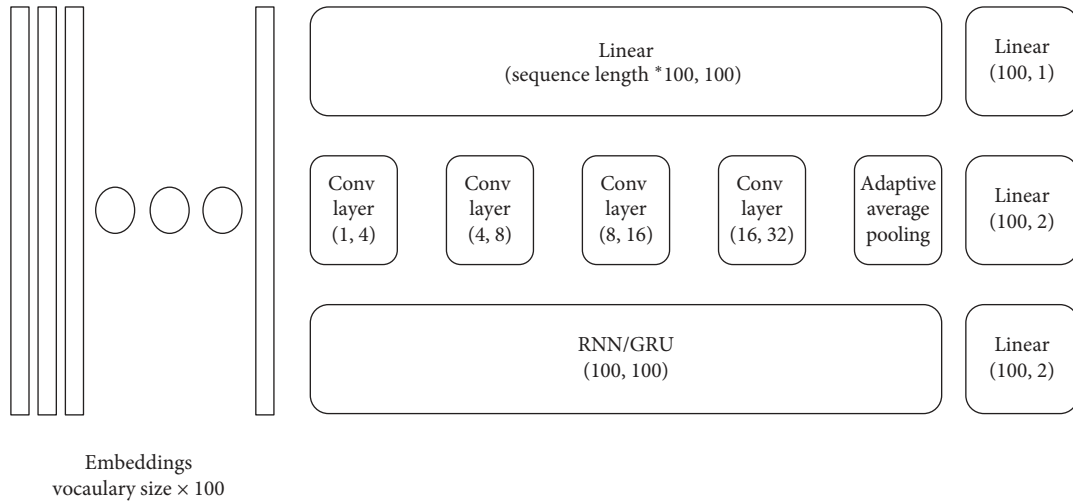 Linear
(sequence length *100, 100)
Linear
(100, 1)
Conv
layer
(1, 4)
Conv
layer
(4, 8)
Conv
layer
(8, 16)
Conv
layer
(16, 32)
Adaptive
average
pooling
Linear
(100, 2)
RNN/GRU
(100, 100)
Linear
(100, 2)
Embeddings
vocaulary size × 100